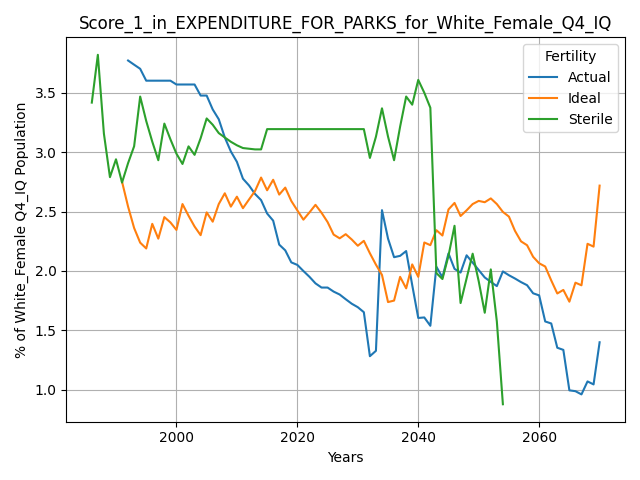 Score_1_in_EXPENDITURE_FOR_PARKS_for_White_Female_Q4_IQ
Fertility
Actual
Ideal
Sterile
% of White_Female Q4_IQ Population
3.5
3.0
2.5
2.0
1.5
1.0
2000
2020
2040
2060
Years